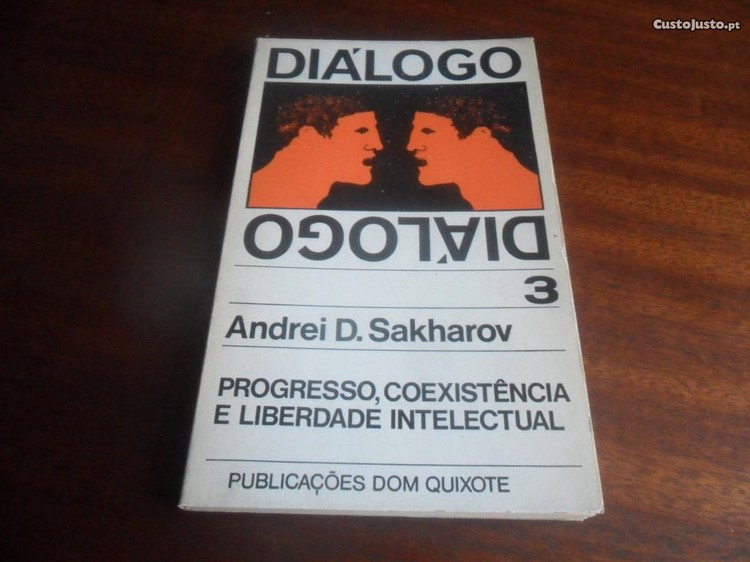 CustoJusto.pt
DIÁLOGO
DIÁLOGO
3
Andrei D. Sakharov
PROGRESSO, COEXISTÊNCIA
E LIBERDADE INTELECTUAL
PUBLICAÇÕES DOM QUIXOTE